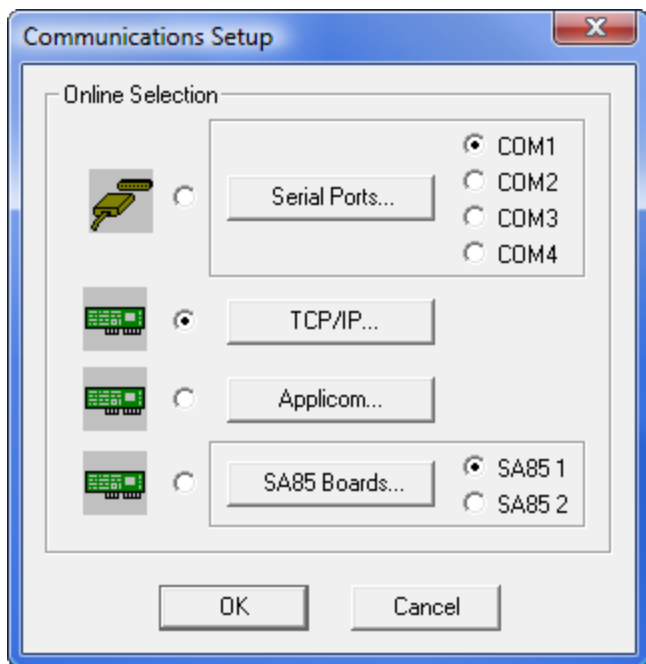 Communications Setup
Online Selection
Serial Ports...
COM1
COM2
COM3
COM4
TCP/IP...
Applicom...
SA85 Boards...
SA85 1
SA85 2
OK
Cancel